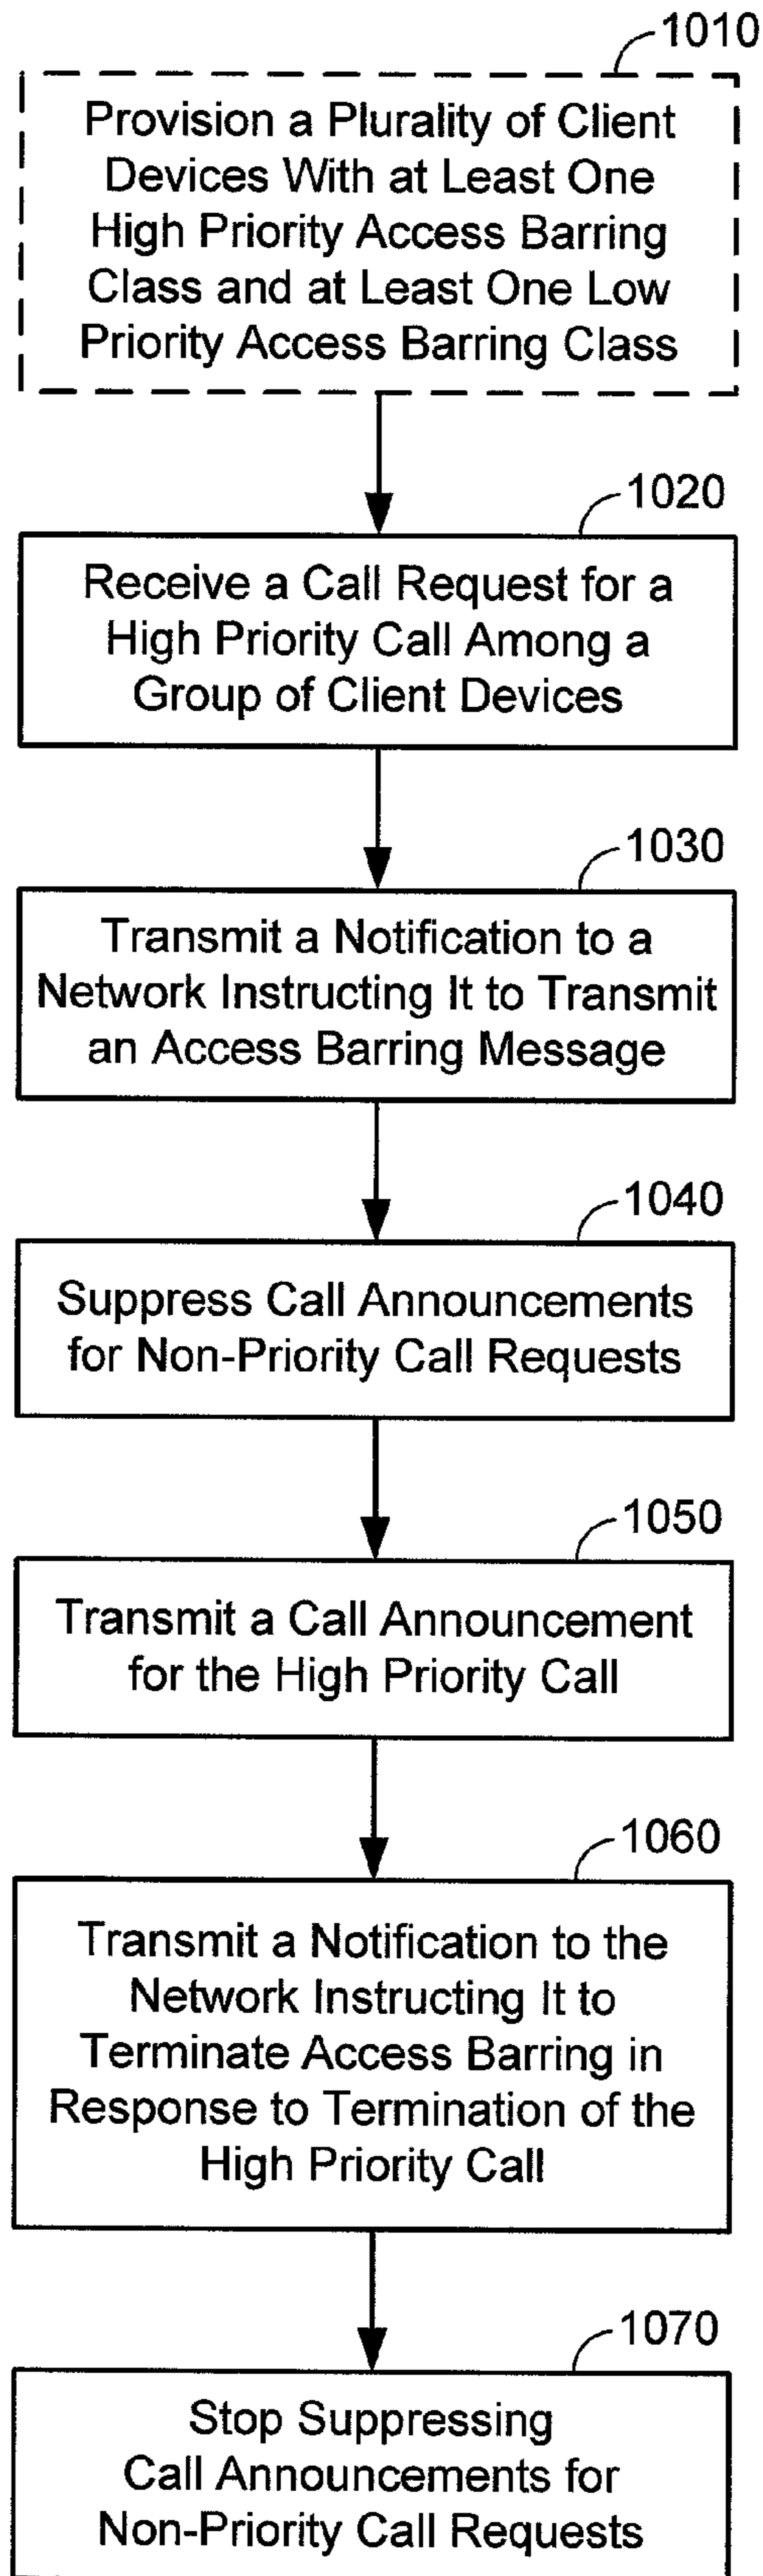 1010
Provision a Plurality of Client
Devices With at Least One
High Priority Access Barring
Class and at Least One Low
Priority Access Barring Class
1020
Receive a Call Request for a
High Priority Call Among a
Group of Client Devices
1030
Transmit a Notification to a
Network Instructing It to Transmit
an Access Barring Message
1040
Suppress Call Announcements
for Non-Priority Call Requests
1050
Transmit a Call Announcement
for the High Priority Call
1060
Transmit a Notification to the
Network Instructing It to
Terminate Access Barring in
Response to Termination of the
High Priority Call
1070
Stop Suppressing
Call Announcements for
Non-Priority Call Requests